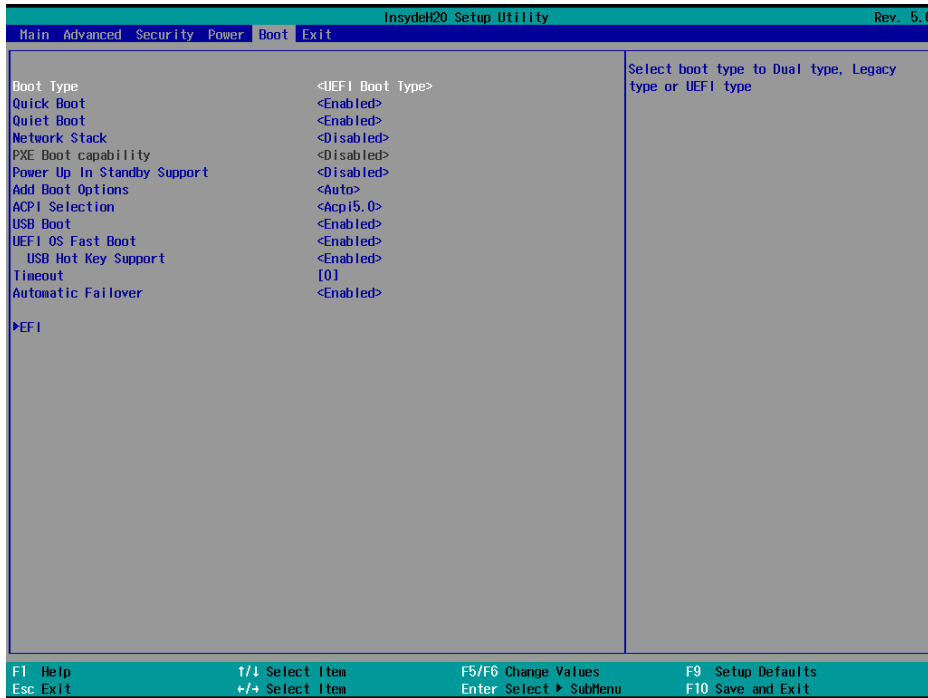 InsydeH20 Setup Utility Rev. 5.0
Main Advanced Security Power Boot Exit
Select boot type to Dual type, Legacy
type or UEFI type
Boot Type <UEFI Boot Type>
Quick Boot <Enabled>
Quiet Boot <Enabled>
Network Stack <Disabled>
PXE Boot capability <Disabled>
Power Up In Standby Support <Disabled>
Add Boot Options <Auto>
ACPI Selection <Acpi5.0>
USB Boot <Enabled>
UEFI OS Fast Boot <Enabled>
USB Hot Key Support <Enabled>
Timeout [0]
Automatic Failover <Enabled>
▶EFI
F1 Help ↑/↓ Select Item F5/F6 Change Values F9 Setup Defaults
Esc Exit ←/→ Select Item Enter Select ▶ SubMenu F10 Save and Exit